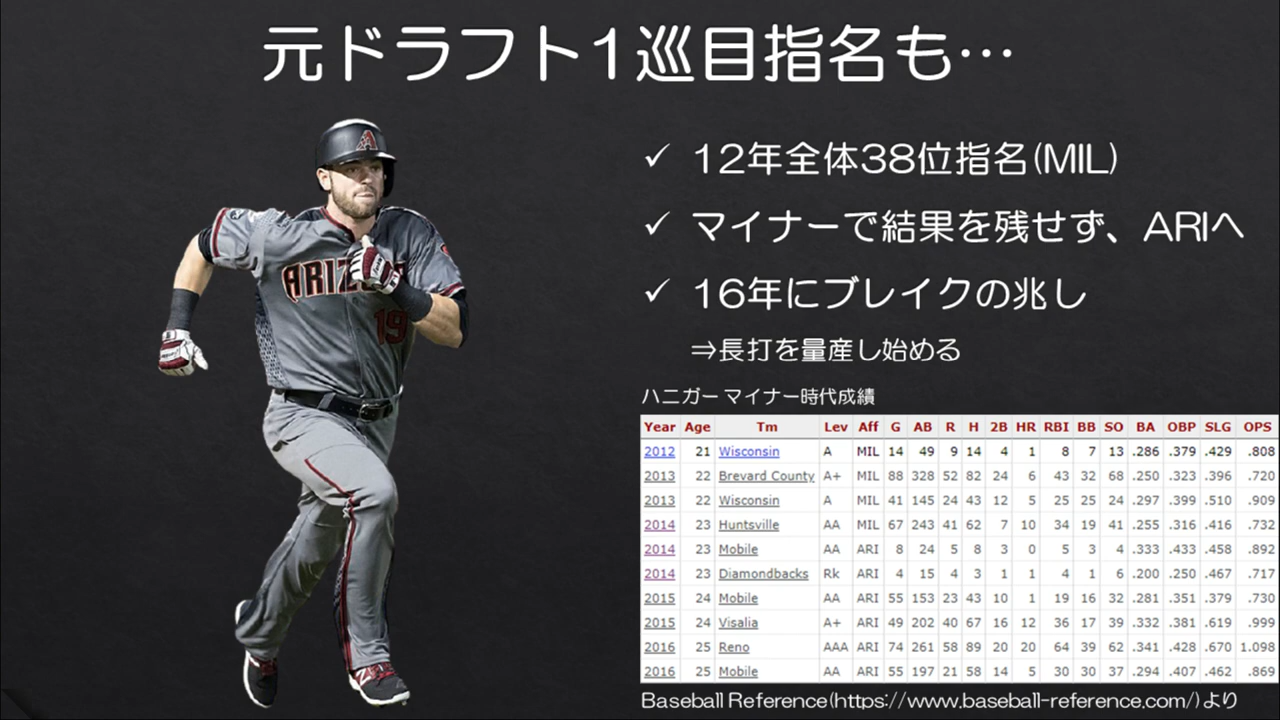 元ドラフト1巡目指名も…
✓ 12年全体38位指名(MIL)
✓ マイナーで結果を残せず、ARIへ
✓ 16年にブレイクの兆し
⇒長打を量産し始める
ハニガー マイナー時代成績
Year Age Tm Lev Aff G AB R H 2B HR RBI BB SO BA OBP SLG OPS
2012 21 Wisconsin A MIL 14 49 9 14 4 1 8 7 13 .286 .379 .429 .808
2013 22 Brevard County A+ MIL 88 328 52 82 24 6 43 32 68 .250 .323 .396 .720
2013 22 Wisconsin A MIL 41 145 24 43 12 5 25 25 24 .297 .399 .510 .909
2014 23 Huntsville AA MIL 67 243 41 62 7 10 34 19 41 .255 .316 .416 .732
2014 23 Mobile AA ARI 8 24 5 8 3 0 5 3 4 .333 .433 .458 .892
2014 23 Diamondbacks Rk ARI 4 15 4 3 1 1 4 1 6 .200 .250 .467 .717
2015 24 Mobile AA ARI 55 153 23 43 10 1 19 16 32 .281 .351 .379 .730
2015 24 Visalia A+ ARI 49 202 40 67 16 12 36 17 39 .332 .381 .619 .999
2016 25 Reno AAA ARI 74 261 58 89 20 20 64 39 62 .341 .428 .670 1.098
2016 25 Mobile AA ARI 55 197 21 58 14 5 30 30 37 .294 .407 .462 .869
Baseball Reference(https://www.baseball-reference.com/)より
A
ARIZ
19